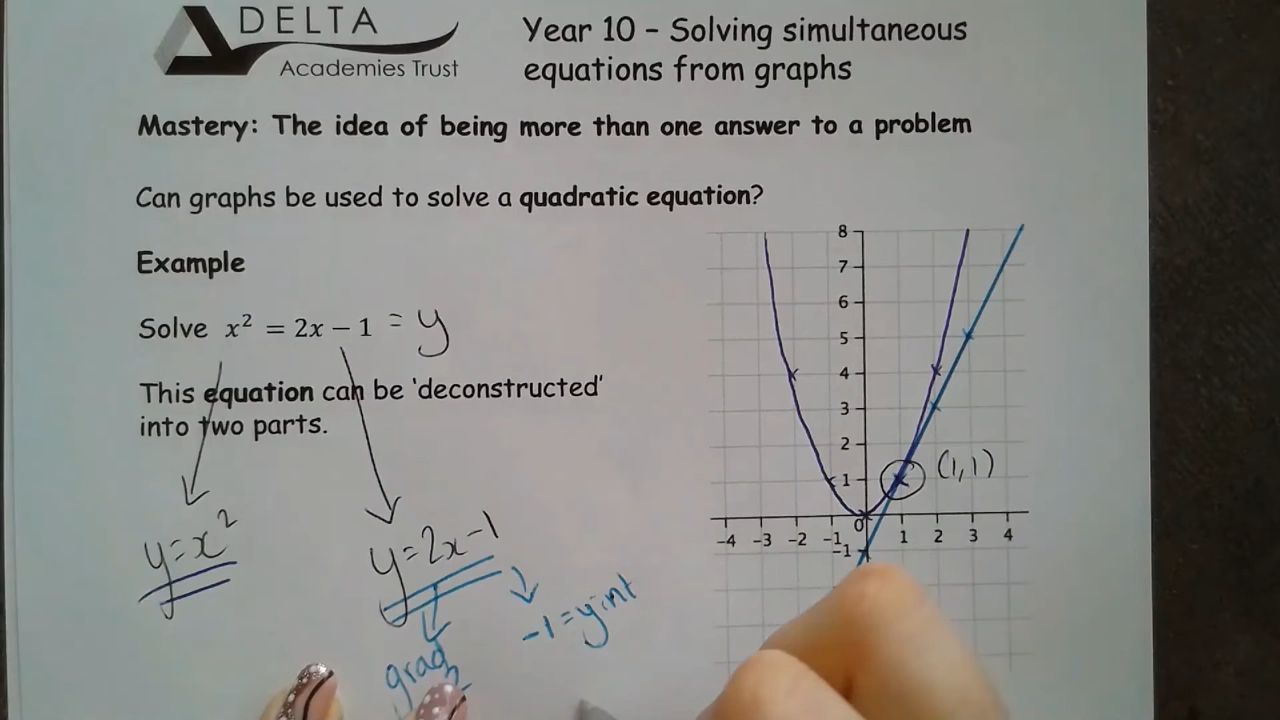 DELTA
Academies Trust
Year 10 – Solving simultaneous
equations from graphs
Mastery: The idea of being more than one answer to a problem
Can graphs be used to solve a quadratic equation?
Example
Solve x² = 2x − 1 = y
This equation can be 'deconstructed'
into two parts.
y=x²
y=2x-1
grad
2
-1=y int
8
7
6
5
4
3
2
1
(1,1)
0
-4 -3 -2 -1 1 2 3 4
-1